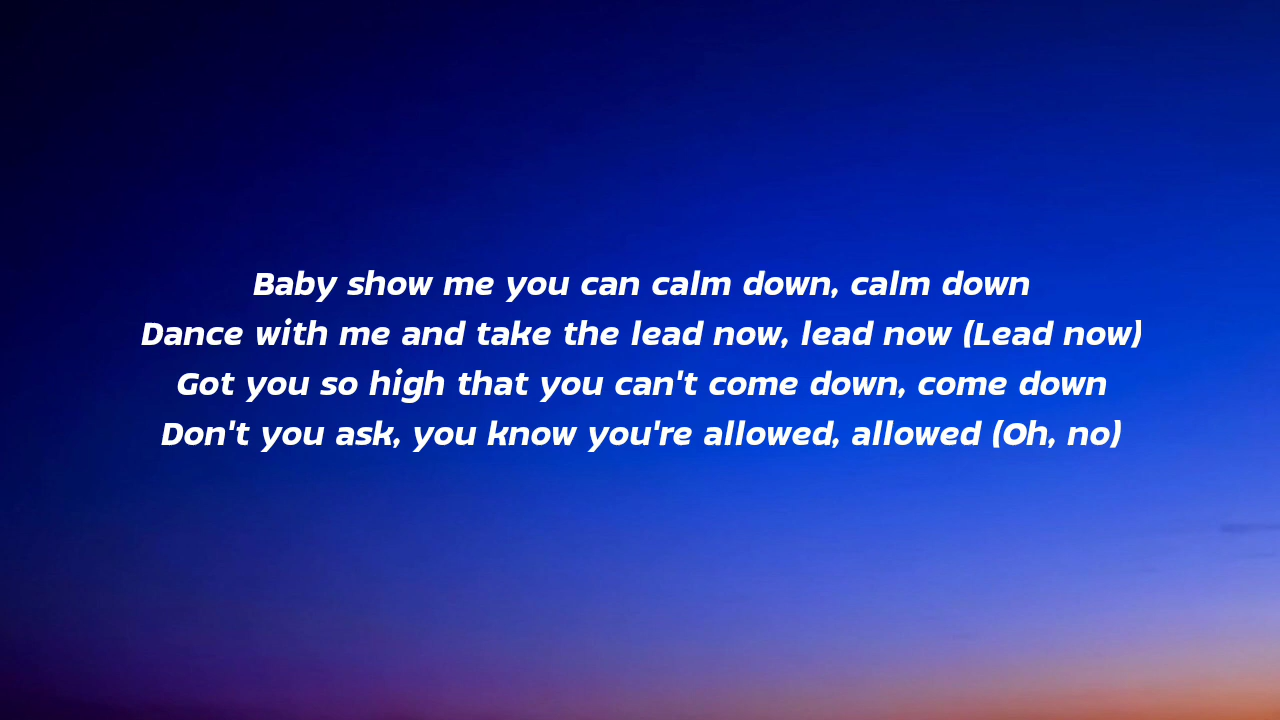 Baby show me you can calm down, calm down
Dance with me and take the lead now, lead now (Lead now)
Got you so high that you can't come down, come down
Don't you ask, you know you're allowed, allowed (Oh, no)